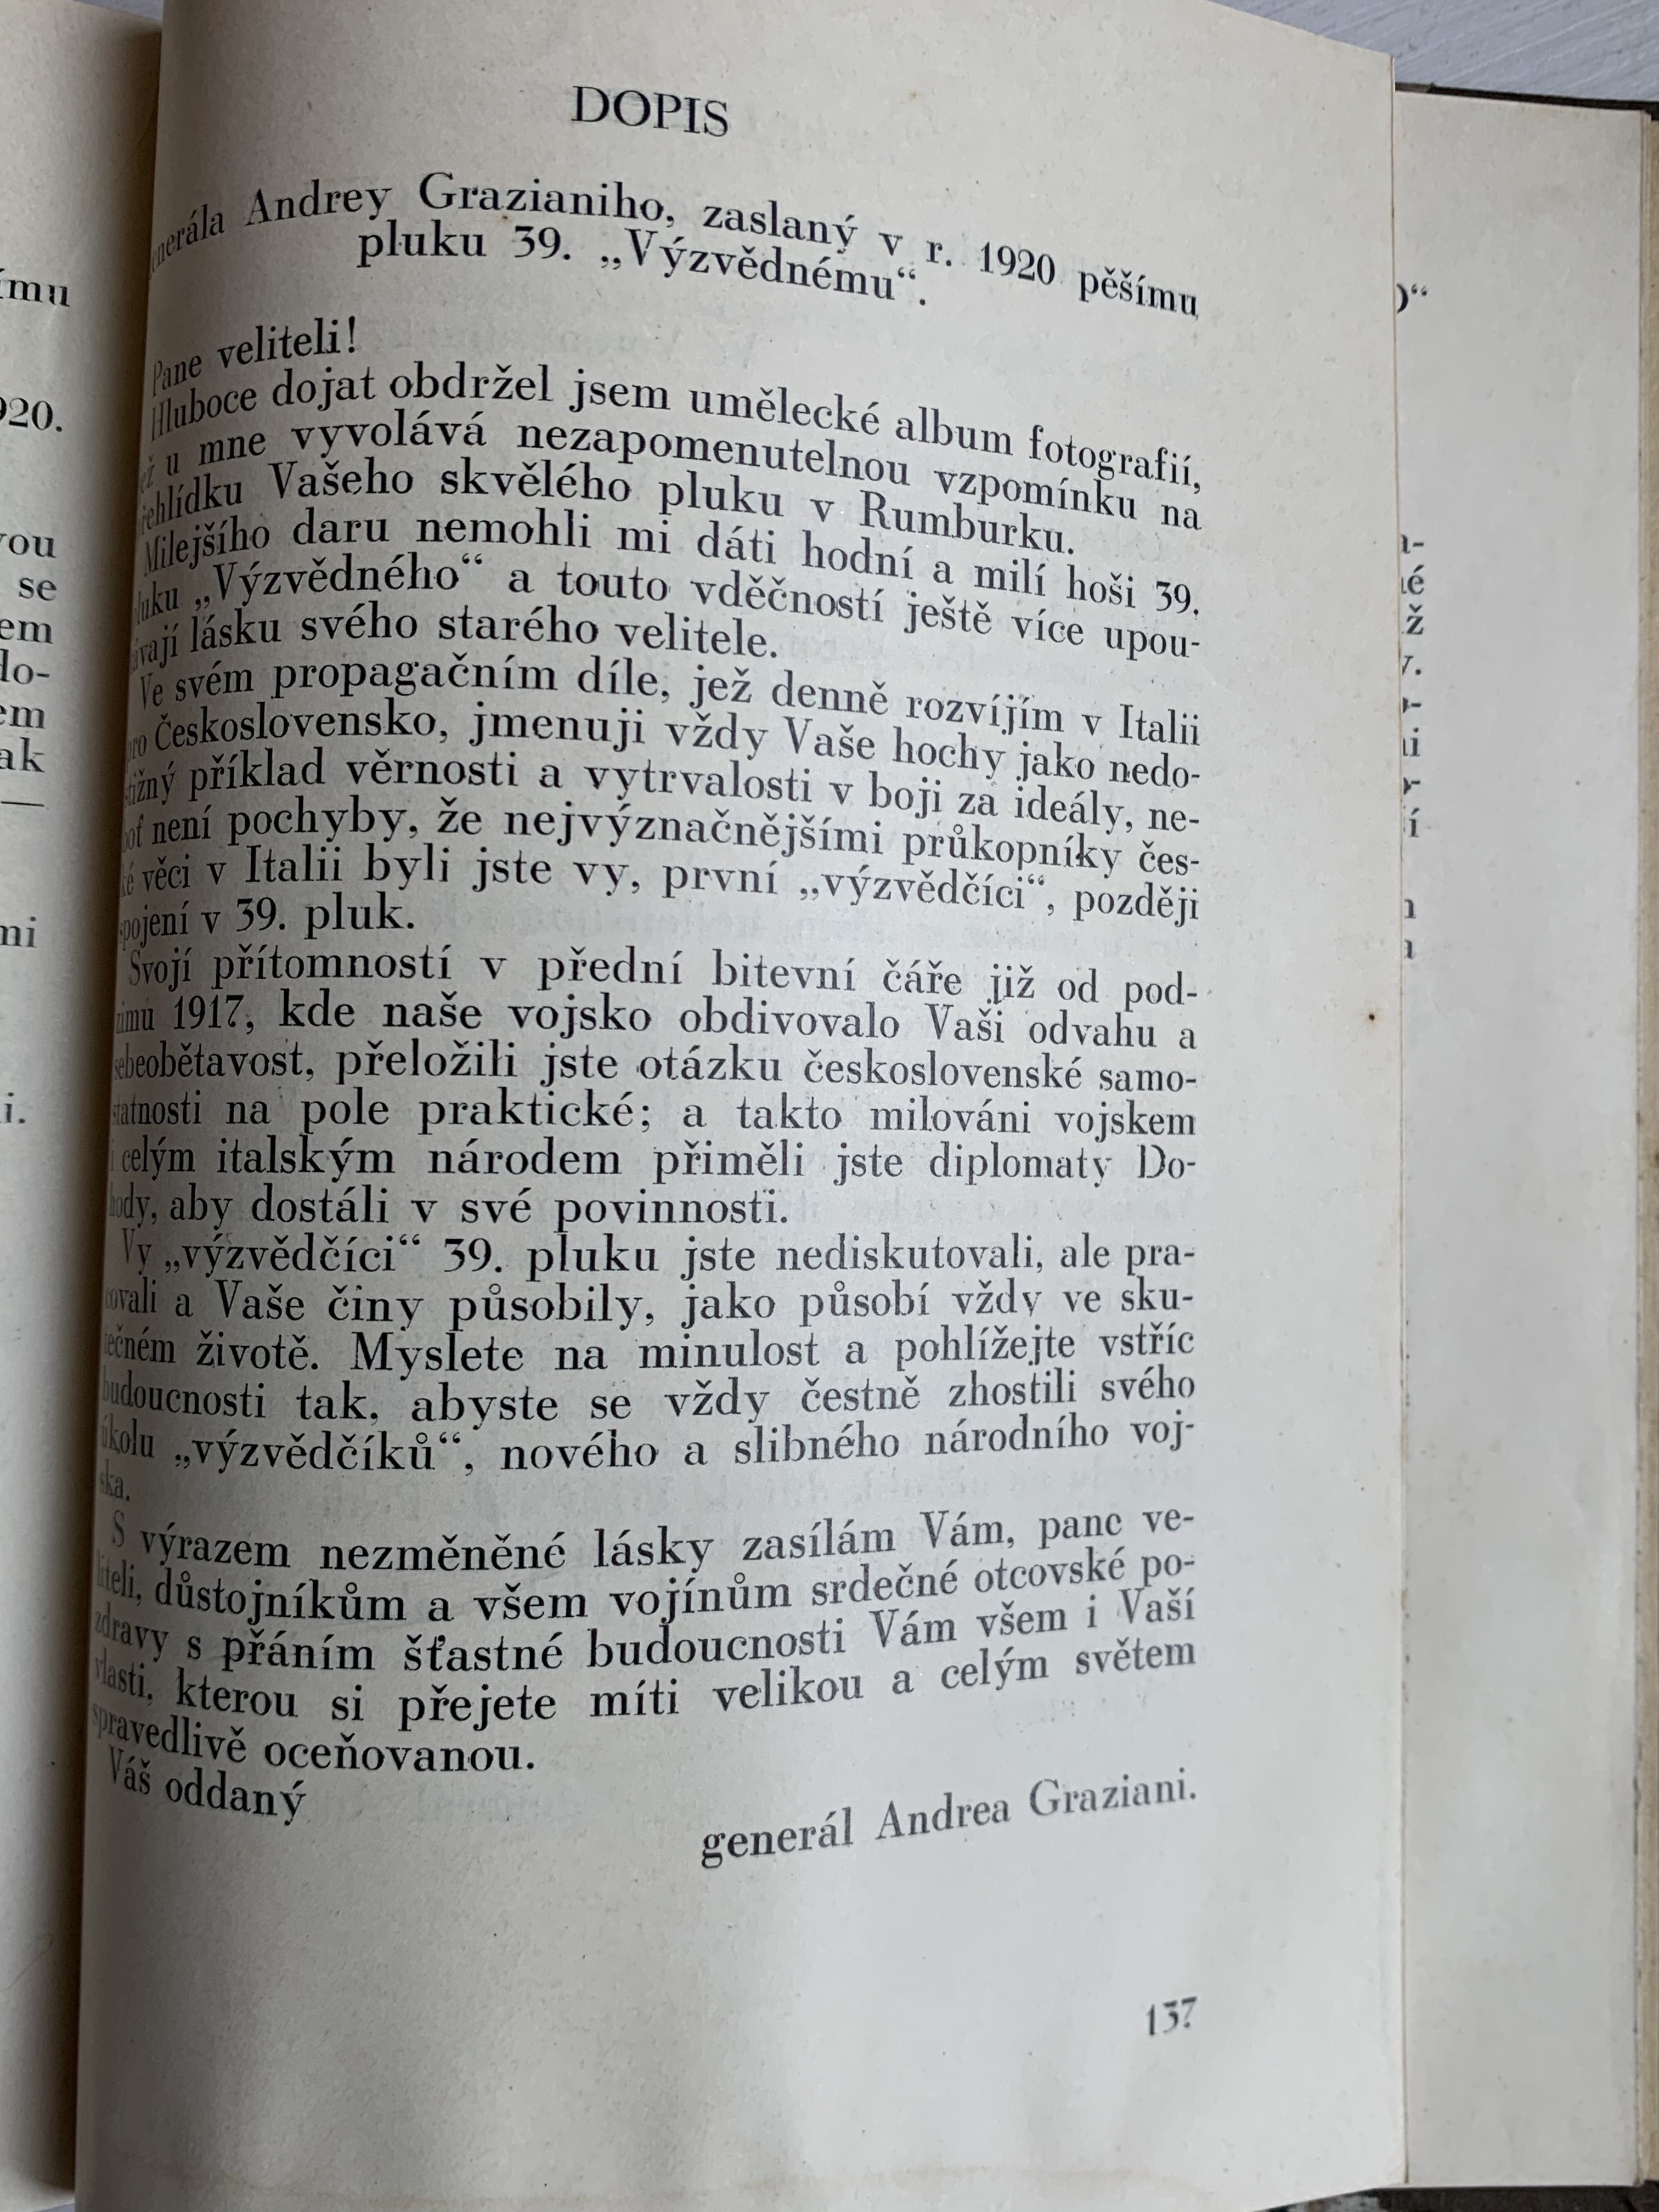 DOPIS
generála Andrey Grazianiho, zaslaný v r. 1920 pěšímu
pluku 39. „Výzvědnému“.
Pane veliteli!
Hluboce dojat obdržel jsem umělecké album fotografií,
jež u mne vyvolává nezapomenutelnou vzpomínku na
přehlídku Vašeho skvělého pluku v Rumburku.
Milejšího daru nemohli mi dáti hodní a milí hoši 39.
pluku „Výzvědného“ a touto vděčností ještě více upou-
távají lásku svého starého velitele.
Ve svém propagačním díle, jež denně rozvíjím v Italii
pro Československo, jmenuji vždy Vaše hochy jako nedo-
stižný příklad věrnosti a vytrvalosti v boji za ideály, ne-
boť není pochyby, že nejvýznačnějšími průkopníky čes-
ké věci v Italii byli jste vy, první „výzvědčíci“, později
spojení v 39. pluk.
Svojí přítomností v přední bitevní čáře již od pod-
zimu 1917, kde naše vojsko obdivovalo Vaši odvahu a
sebeobětavost, přeložili jste otázku československé samo-
statnosti na pole praktické; a takto milováni vojskem
i celým italským národem přiměli jste diplomaty Do-
hody, aby dostáli v své povinnosti.
Vy „výzvědčíci“ 39. pluku jste nediskutovali, ale pra-
covali a Vaše činy působily, jako působí vždy ve sku-
tečném životě. Myslete na minulost a pohlížejte vstříc
budoucnosti tak, abyste se vždy čestně zhostili svého
úkolu „výzvědčíků“, nového a slibného národního voj-
ska.
S výrazem nezměněné lásky zasílám Vám, pane ve-
liteli, důstojníkům a všem vojínům srdečné otcovské po-
zdravy s přáním šťastné budoucnosti Vám všem i Vaší
vlasti, kterou si přejete míti velikou a celým světem
spravedlivě oceňovanou.
Váš oddaný
generál Andrea Graziani.
137